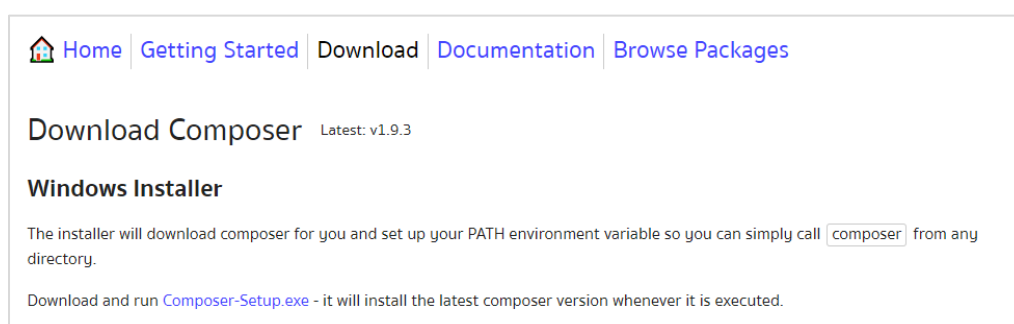 Home Getting Started Download Documentation Browse Packages
Download Composer Latest: v1.9.3
Windows Installer
The installer will download composer for you and set up your PATH environment variable so you can simply call composer from any
directory.
Download and run Composer-Setup.exe - it will install the latest composer version whenever it is executed.